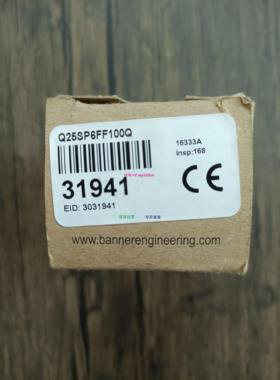 Q25SP6FF100Q
16333A
Insp:168
31941
CE
EID: 3031941
www.bannerengineering.com